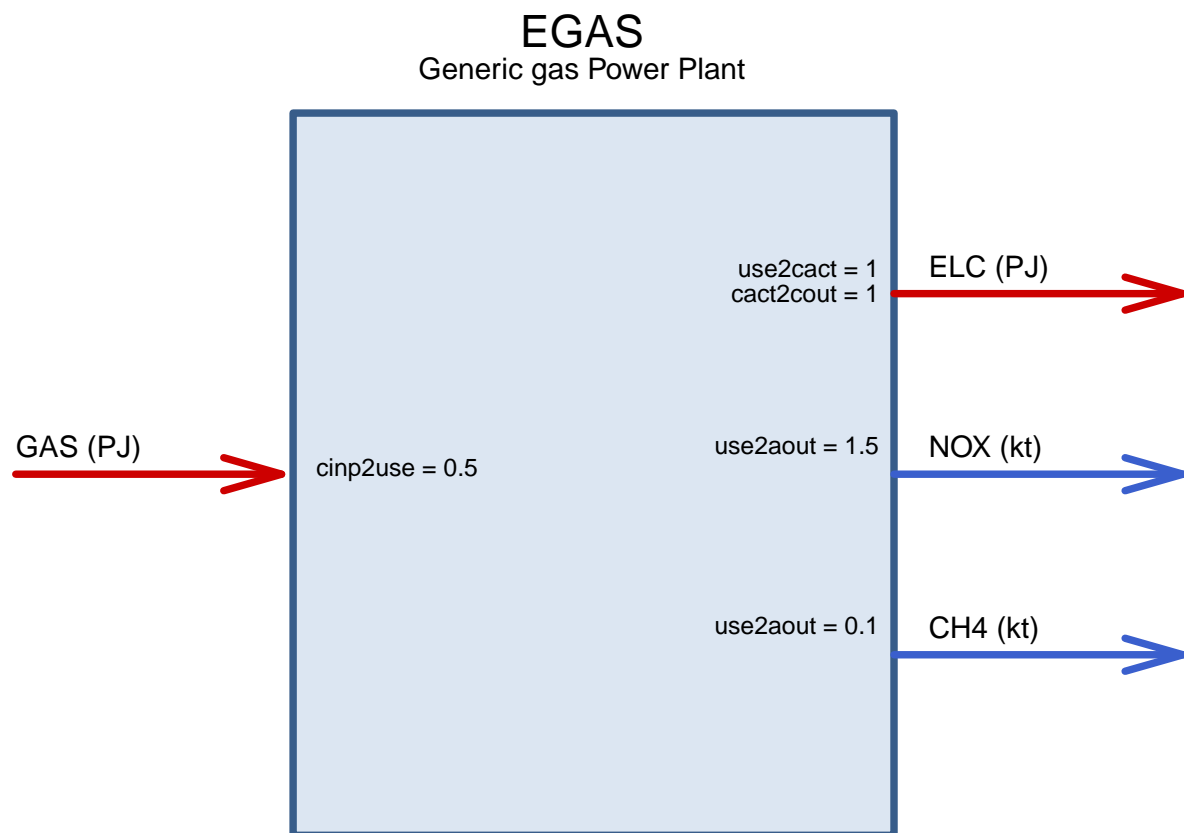 EGAS
Generic gas Power Plant
use2cact = 1
cact2cout = 1
ELC (PJ)
GAS (PJ)
cinp2use = 0.5
use2aout = 1.5
NOX (kt)
use2aout = 0.1
CH4 (kt)